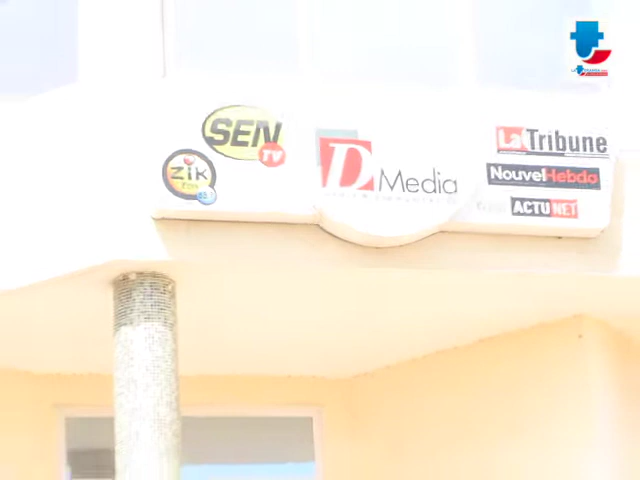 SEN
TV
ZIK
FM
D
Media
La Tribune
NouvelHebdo
ACTUNET